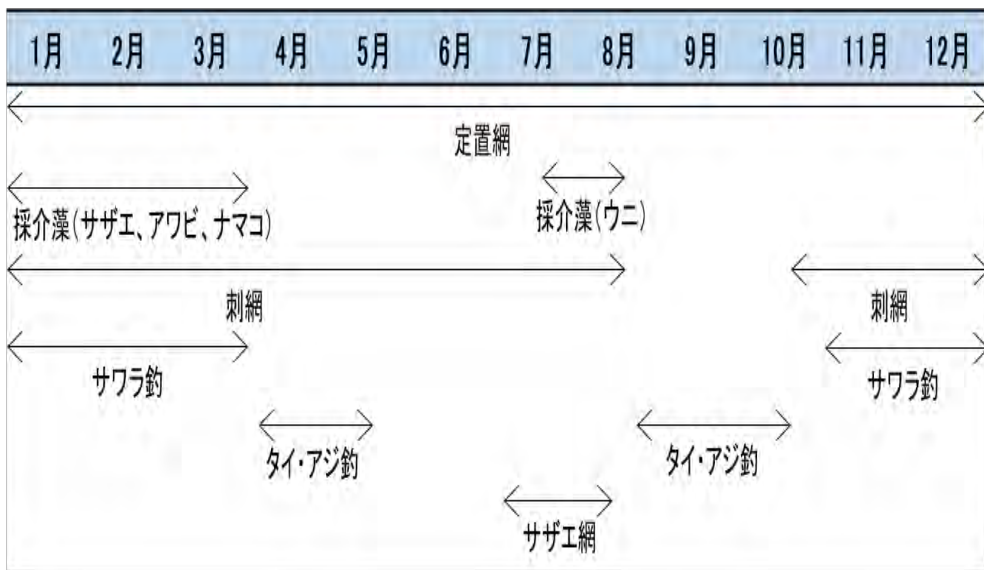 1月 2月 3月 4月 5月 6月 7月 8月 9月 10月 11月 12月
定置網
採介藻(サザエ、アワビ、ナマコ) 採介藻(ウニ)
刺網 刺網
サワラ釣 サワラ釣
タイ・アジ釣 タイ・アジ釣
サザエ網